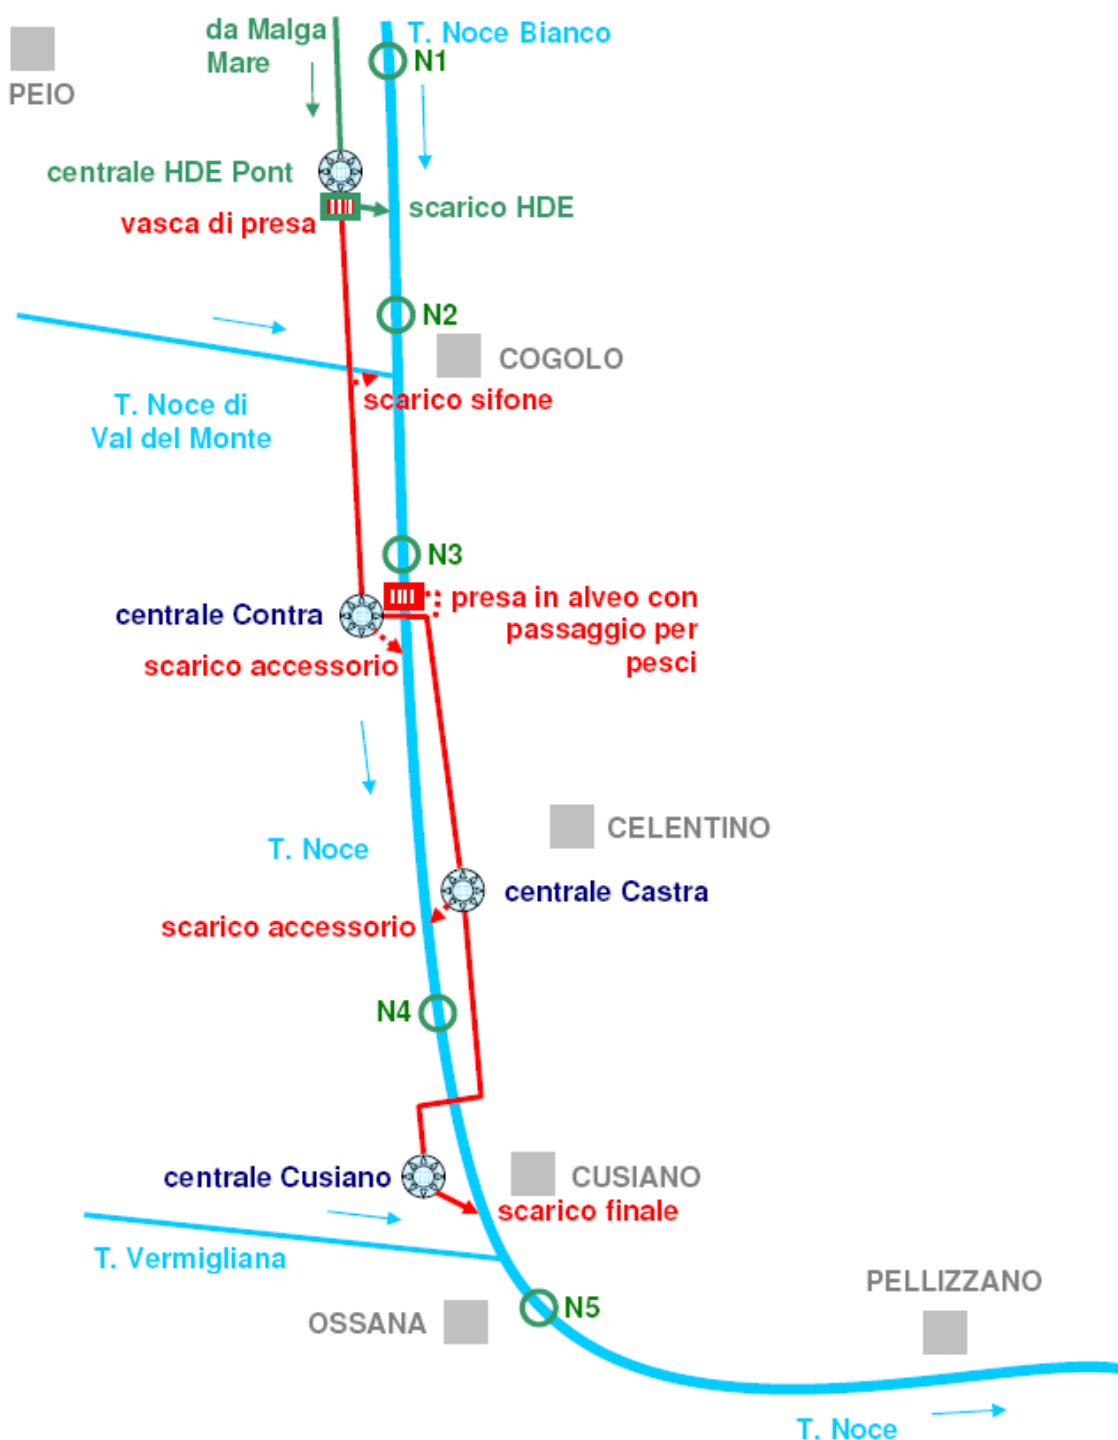 da Malga
Mare
T. Noce Bianco
N1
PEIO
centrale HDE Pont
scarico HDE
vasca di presa
N2
COGOLO
scarico sifone
T. Noce di
Val del Monte
N3
presa in alveo con
passaggio per
pesci
centrale Contra
scarico accessorio
CELENTINO
T. Noce
centrale Castra
scarico accessorio
N4
centrale Cusiano
CUSIANO
scarico finale
T. Vermigliana
PELLIZZANO
N5
OSSANA
T. Noce